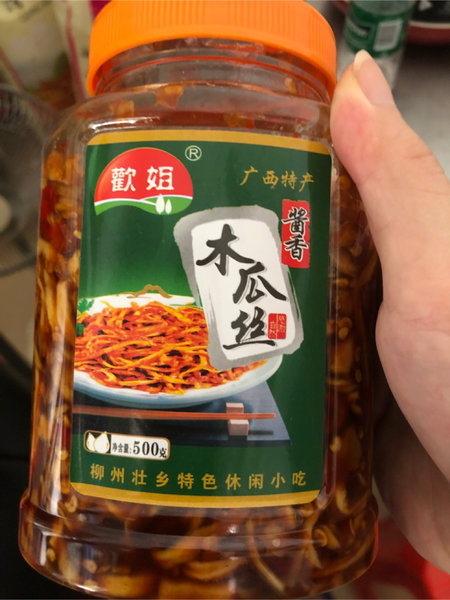 歡姐
®
广西特产
酱香
木瓜丝
净含量:500克
柳州壮乡特色休闲小吃